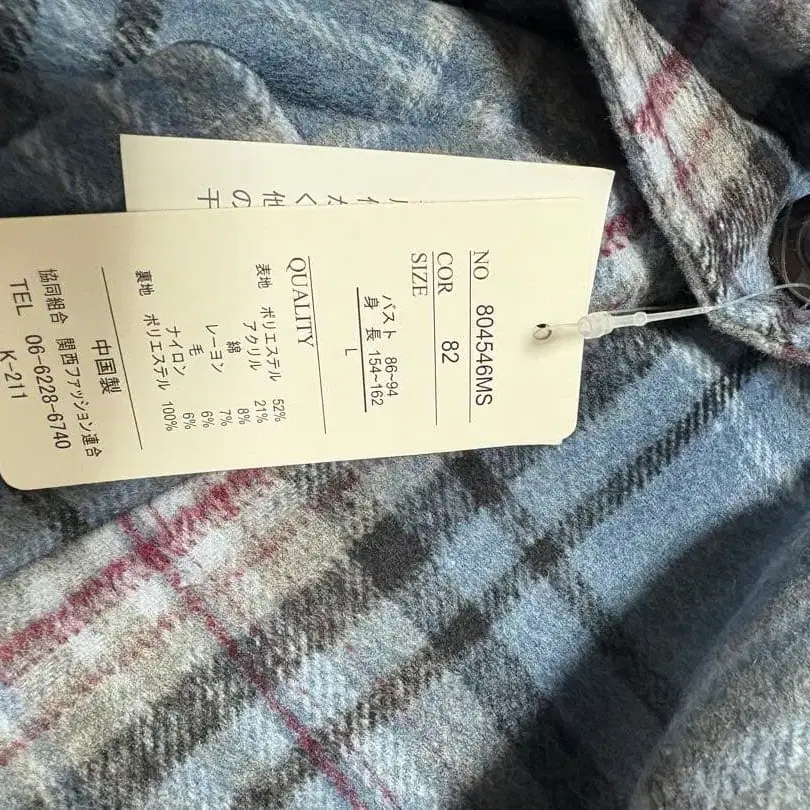 NO 804546MS
COR 82
SIZE
バスト 86~94
身 長 154~162
L
QUALITY
表地 ポリエステル 52%
アクリル 21%
綿 8%
レーヨン 7%
毛 6%
ナイロン 6%
裏地 ポリエステル 100%
中国製
協同組合 関西ファッション連合
TEL 06-6228-6740
K-211